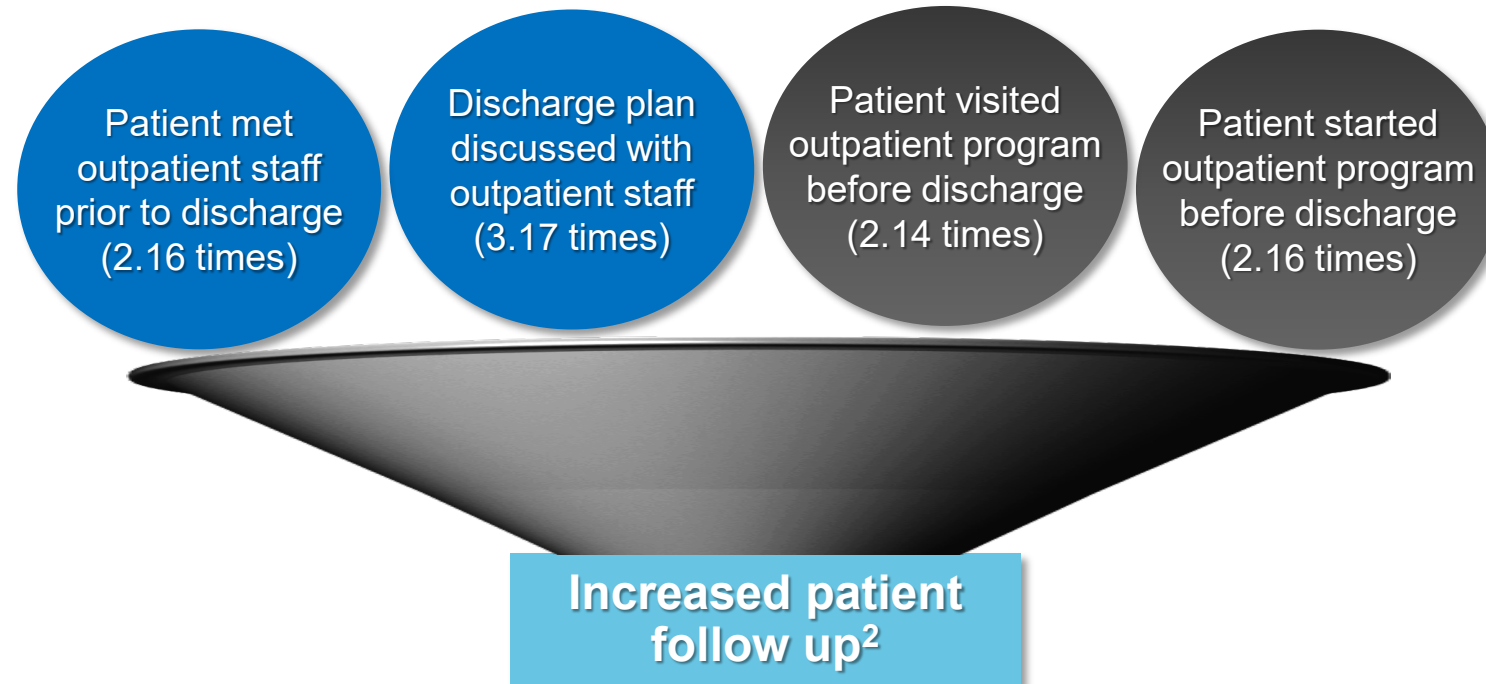 Patient met
outpatient staff
prior to discharge
(2.16 times)
Discharge plan
discussed with
outpatient staff
(3.17 times)
Patient visited
outpatient program
before discharge
(2.14 times)
Patient started
outpatient program
before discharge
(2.16 times)
Increased patient
follow up²